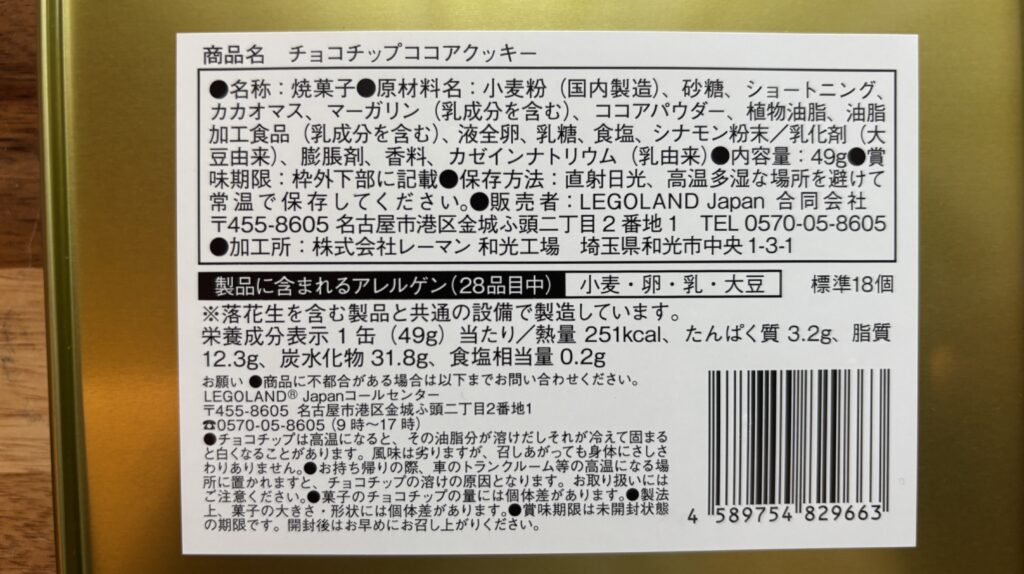 商品名 チョコチップココアクッキー
●名称：焼菓子●原材料名：小麦粉（国内製造）、砂糖、ショートニング、
カカオマス、マーガリン（乳成分を含む）、ココアパウダー、植物油脂、油脂
加工食品（乳成分を含む）、液全卵、乳糖、食塩、シナモン粉末／乳化剤（大
豆由来）、膨脹剤、香料、カゼインナトリウム（乳由来）●内容量：49g●賞
味期限：枠外下部に記載●保存方法：直射日光、高温多湿な場所を避けて
常温で保存してください。●販売者：LEGOLAND Japan 合同会社
〒455-8605 名古屋市港区金城ふ頭二丁目２番地１ TEL 0570-05-8605
●加工所：株式会社レーマン 和光工場 埼玉県和光市中央1-3-1
製品に含まれるアレルゲン（28品目中） 小麦・卵・乳・大豆 標準18個
※落花生を含む製品と共通の設備で製造しています。
栄養成分表示１缶（49g）当たり／熱量 251kcal、たんぱく質 3.2g、脂質
12.3g、炭水化物 31.8g、食塩相当量 0.2g
お願い ●商品に不都合がある場合は以下までお問い合わせください。
LEGOLAND® Japanコールセンター
〒455-8605 名古屋市港区金城ふ頭二丁目2番地1
☎0570-05-8605（9時～17時）
●チョコチップは高温になると、その油脂分が溶けだしそれが冷えて固まる
と白くなることがあります。風味は劣りますが、召しあがっても身体にさしさ
わりありません。●お持ち帰りの際、車のトランクルーム等の高温になる場
所に置かれますと、チョコチップの溶けの原因となります。お取り扱いには
ご注意ください。●菓子のチョコチップの量には個体差があります。●製法
上、菓子の大きさ・形状には個体差があります。●賞味期限は未開封状態
の期限です。開封後はお早めにお召し上がりください。
4 589754 829663